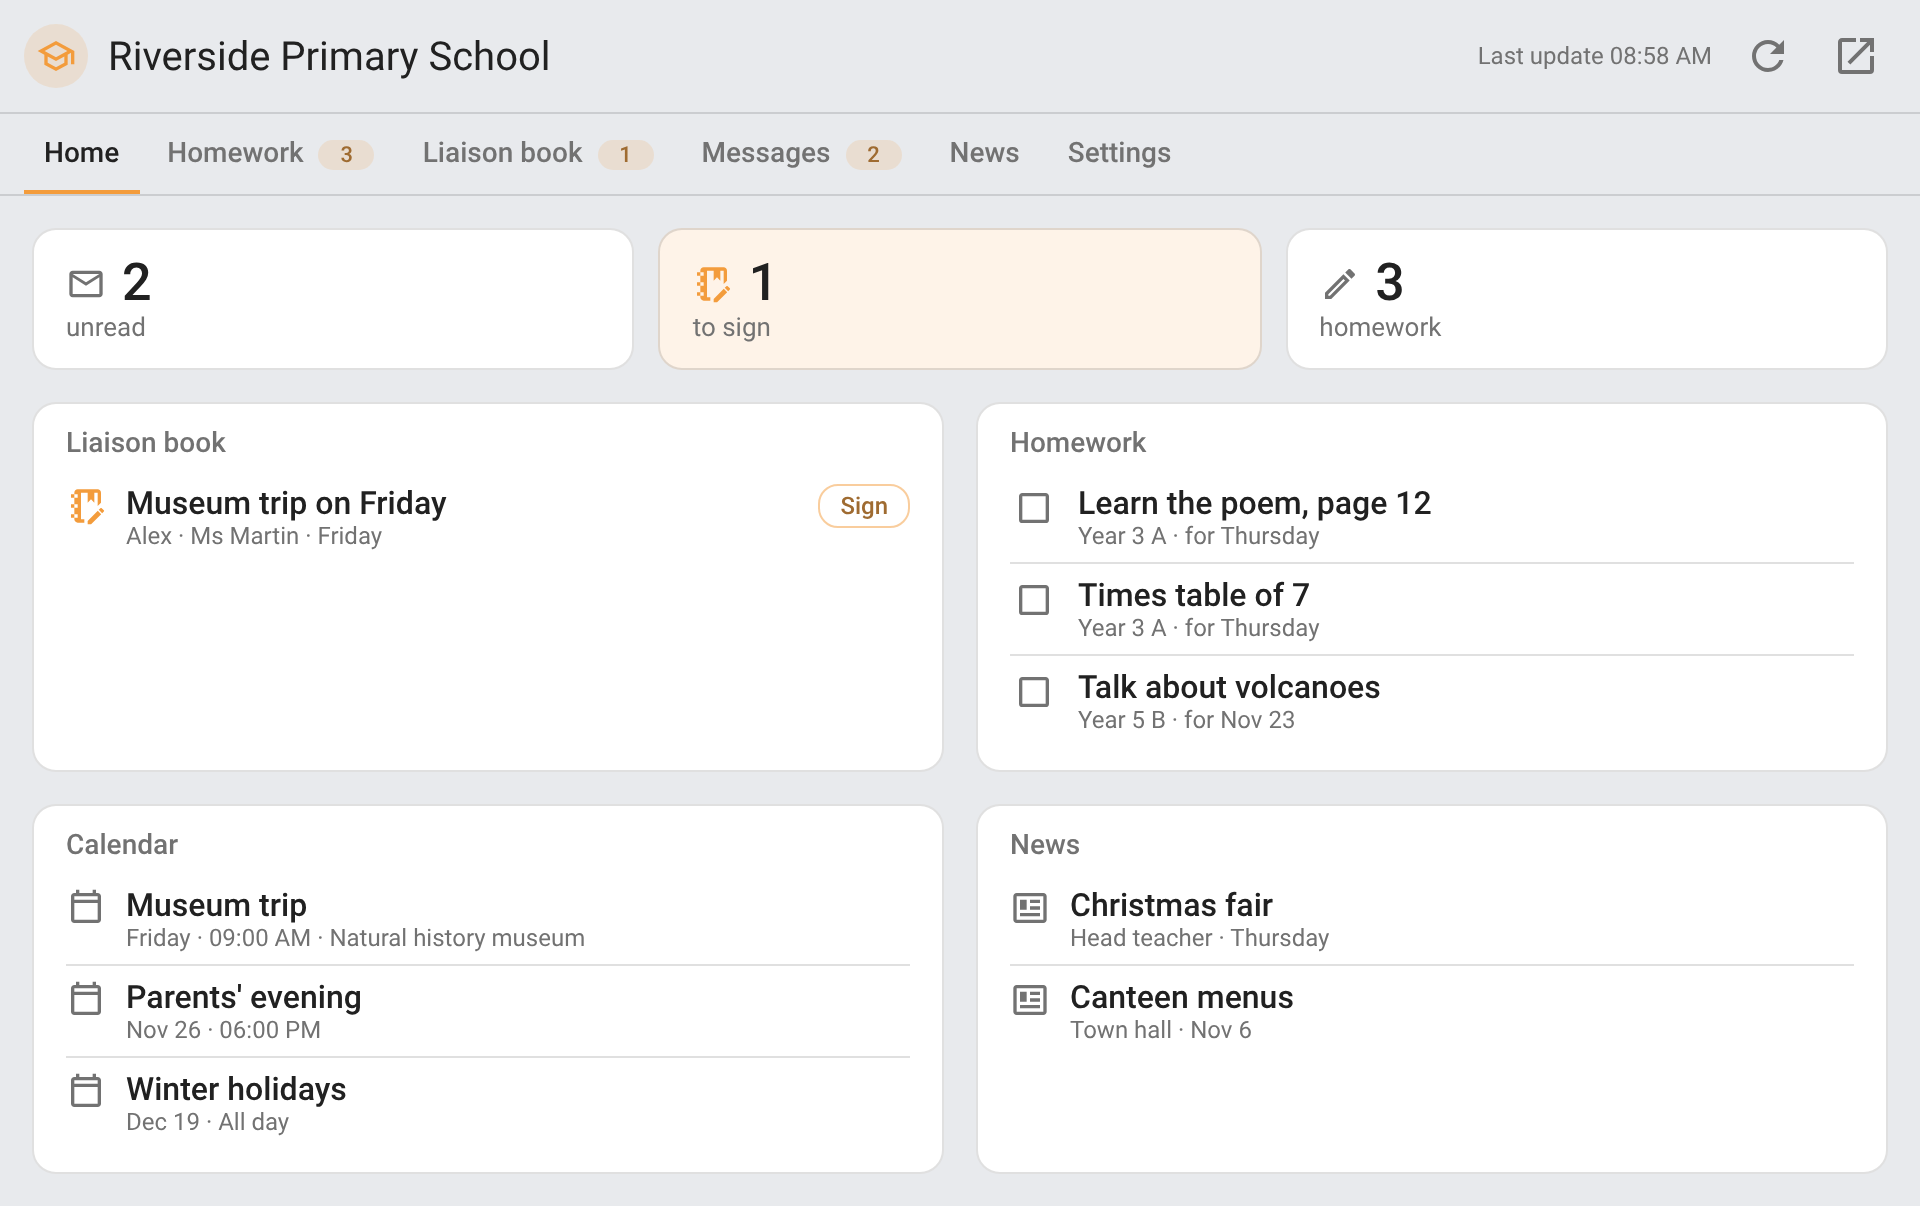 Riverside Primary School
Last update 08:58 AM
Home
Homework 3
Liaison book 1
Messages 2
News
Settings
2
unread
1
to sign
3
homework
Liaison book
Museum trip on Friday
Alex · Ms Martin · Friday
Sign
Homework
Learn the poem, page 12
Year 3 A · for Thursday
Times table of 7
Year 3 A · for Thursday
Talk about volcanoes
Year 5 B · for Nov 23
Calendar
Museum trip
Friday · 09:00 AM · Natural history museum
Parents' evening
Nov 26 · 06:00 PM
Winter holidays
Dec 19 · All day
News
Christmas fair
Head teacher · Thursday
Canteen menus
Town hall · Nov 6